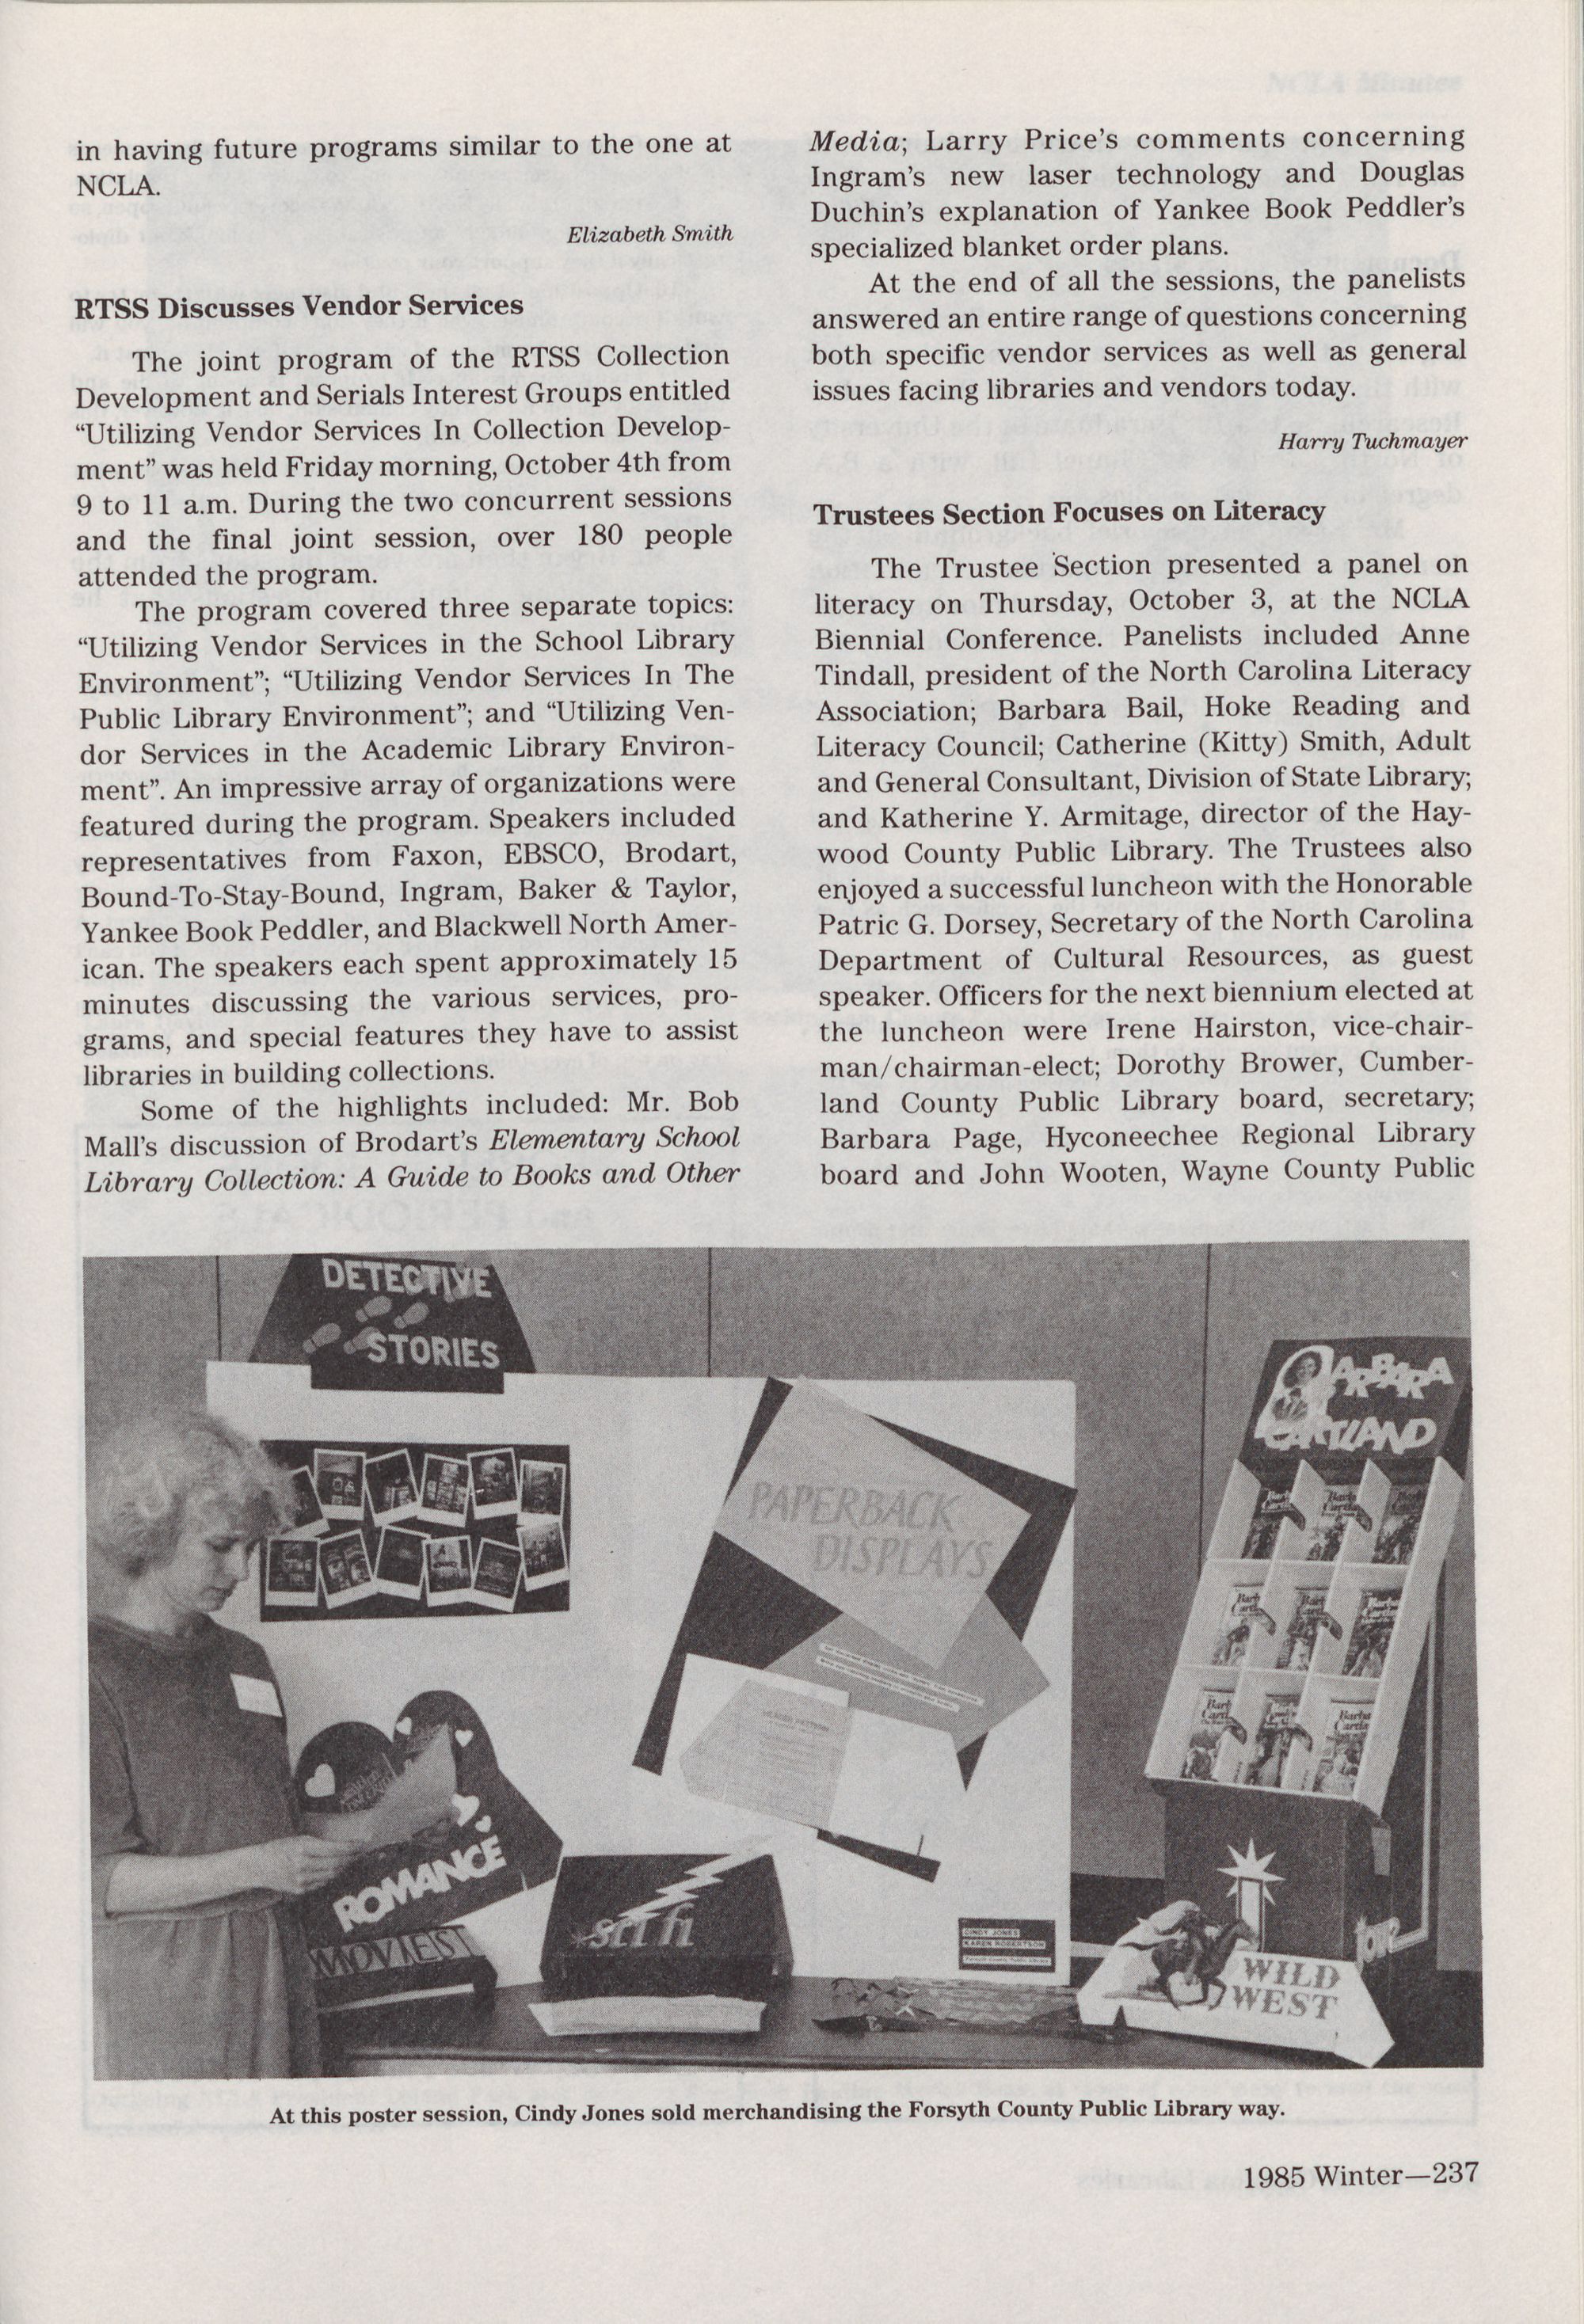 in having future programs similar to the one at
NCLA.
Elizabeth Smith
RTSS Discusses Vendor Services
The joint program of the RTSS Collection
Development and Serials Interest Groups entitled
“Utilizing Vendor Services In Collection Develop-
ment” was held Friday morning, October 4th from
9 to 11 a.m. During the two concurrent sessions
and the final joint session, over 180 people
attended the program.
The program covered three separate topics:
“Utilizing Vendor Services in the School Library
Environment”; “Utilizing Vendor Services In The
Public Library Environment”; and “Utilizing Ven-
dor Services in the Academic Library Environ-
ment”. An impressive array of organizations were
featured during the program. Speakers included
representatives from Faxon, EBSCO, Brodart,
Bound-To-Stay-Bound, Ingram, Baker & Taylor,
Yankee Book Peddler, and Blackwell North Amer-
ican. The speakers each spent approximately 15
minutes discussing the various services, pro-
grams, and special features they have to assist
libraries in building collections.
Some of the highlights included: Mr. Bob
Mall's discussion of Brodart's Elementary School
Library Collection: A Guide to Books and Other
Media; Larry Price's comments concerning
Ingram's new laser technology and Douglas
Duchin's explanation of Yankee Book Peddler's
specialized blanket order plans.
At the end of all the sessions, the panelists
answered an entire range of questions concerning
both specific vendor services as well as general
issues facing libraries and vendors today.
Harry Tuchmayer
Trustees Section Focuses on Literacy
The Trustee Section presented a panel on
literacy on Thursday, October 3, at the NCLA
Biennial Conference. Panelists included Anne
Tindall, president of the North Carolina Literacy
Association; Barbara Bail, Hoke Reading and
Literacy Council; Catherine (Kitty) Smith, Adult
and General Consultant, Division of State Library;
and Katherine Y. Armitage, director of the Hay-
wood County Public Library. The Trustees also
enjoyed a successful luncheon with the Honorable
Patric G. Dorsey, Secretary of the North Carolina
Department of Cultural Resources, as guest
speaker. Officers for the next biennium elected at
the luncheon were Irene Hairston, vice-chair-
man/chairman-elect; Dorothy Brower, Cumber-
land County Public Library board, secretary;
Barbara Page, Hyconeechee Regional Library
board and John Wooten, Wayne County Public
DETECTIVE
STORIES
BARBARA
CARTLAND
PAPERBACK
DISPLAYS
ROMANCE
MOVIES
sci fi
CINDY JONES
KAREN ROBERTSON
WILD
WEST
At this poster session, Cindy Jones sold merchandising the Forsyth County Public Library way.
1985 Winter—237